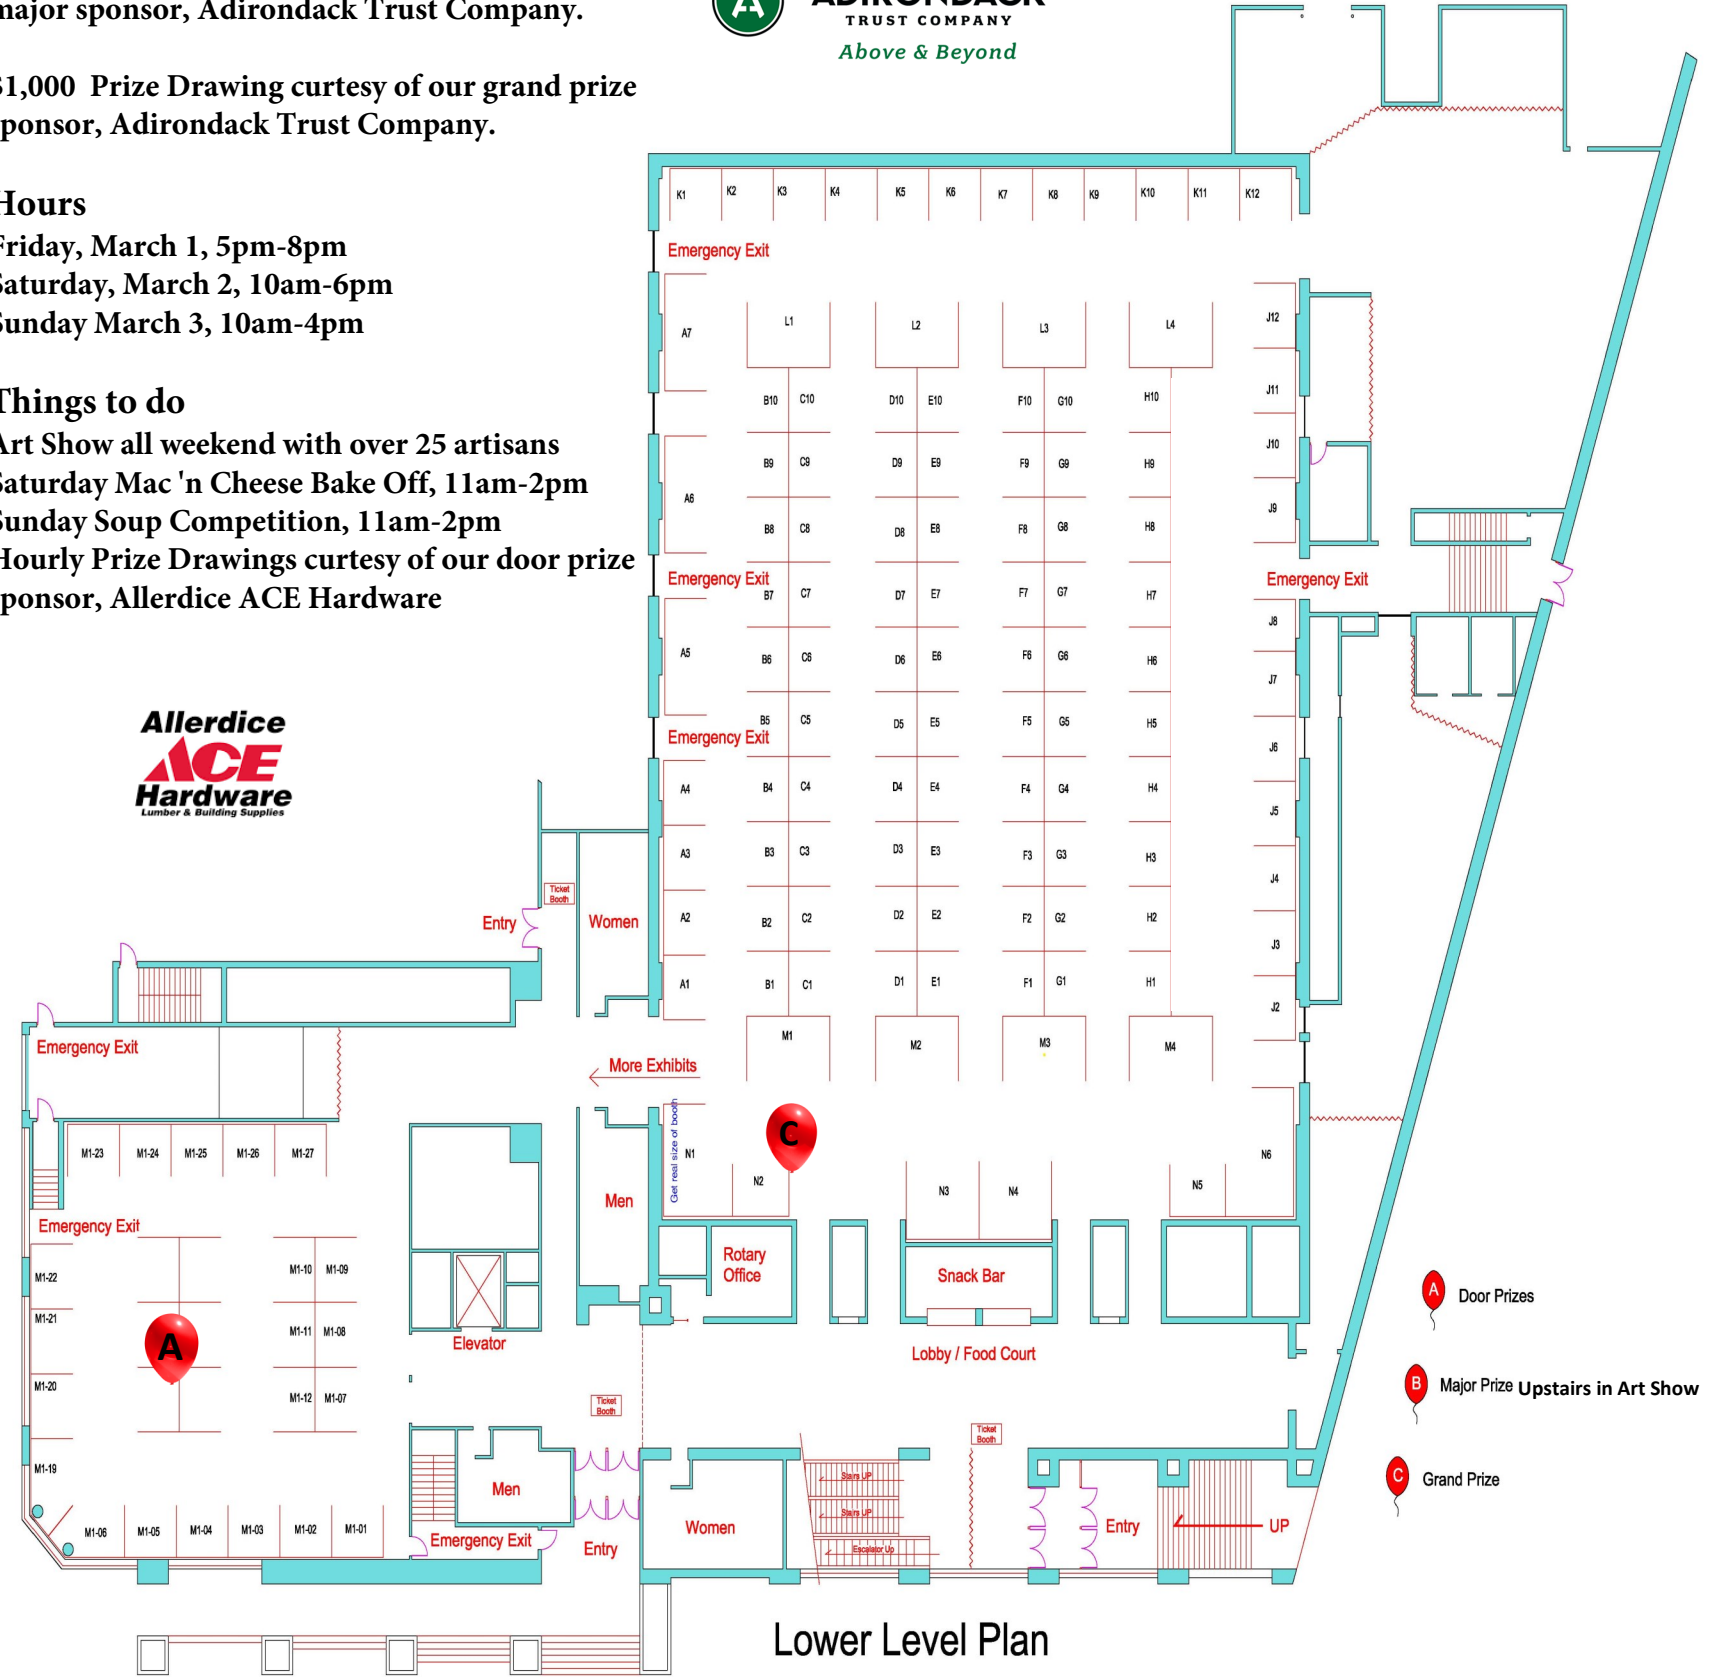 major sponsor, Adirondack Trust Company.
$1,000 Prize Drawing curtesy of our grand prize
sponsor, Adirondack Trust Company.
Hours
Friday, March 1, 5pm-8pm
Saturday, March 2, 10am-6pm
Sunday March 3, 10am-4pm
Things to do
Art Show all weekend with over 25 artisans
Saturday Mac 'n Cheese Bake Off, 11am-2pm
Sunday Soup Competition, 11am-2pm
Hourly Prize Drawings curtesy of our door prize
sponsor, Allerdice ACE Hardware
A
ADIRONDACK
TRUST COMPANY
Above & Beyond
Allerdice
ACE
Hardware
Lumber & Building Supplies
K1 K2 K3 K4 K5 K6 K7 K8 K9 K10 K11 K12
Emergency Exit
A7 L1 L2 L3 L4 J12
B10 C10 D10 E10 F10 G10 H10 J11
J10
B9 C9 D9 E9 F9 G9 H9
A6 J9
B8 C8 D8 E8 F8 G8 H8
Emergency Exit Emergency Exit
B7 C7 D7 E7 F7 G7 H7
J8
A5 B6 C6 D6 E6 F6 G6 H6 J7
B5 C5 D5 E5 F5 G5 H5
Emergency Exit J6
A4 B4 C4 D4 E4 F4 G4 H4 J5
A3 B3 C3 D3 E3 F3 G3 H3 J4
Ticket
Booth
Entry Women
A2 B2 C2 D2 E2 F2 G2 H2 J3
A1 B1 C1 D1 E1 F1 G1 H1 J2
M1 M2 M3 M4
Emergency Exit
More Exhibits
Get real size of booth
C
N1 N2 N3 N4 N5 N6
M1-23 M1-24 M1-25 M1-26 M1-27
Men
Emergency Exit
Rotary
Office
Snack Bar
M1-22 M1-10 M1-09
M1-21 M1-11 M1-08
A
M1-20 M1-12 M1-07
M1-19
Elevator
Lobby / Food Court
Ticket
Booth
Ticket
Booth
Men
M1-06 M1-05 M1-04 M1-03 M1-02 M1-01
Emergency Exit
Entry
Women
Stairs UP
Stairs UP
Escalator Up
Entry
UP
A Door Prizes
B Major Prize Upstairs in Art Show
C Grand Prize
Lower Level Plan